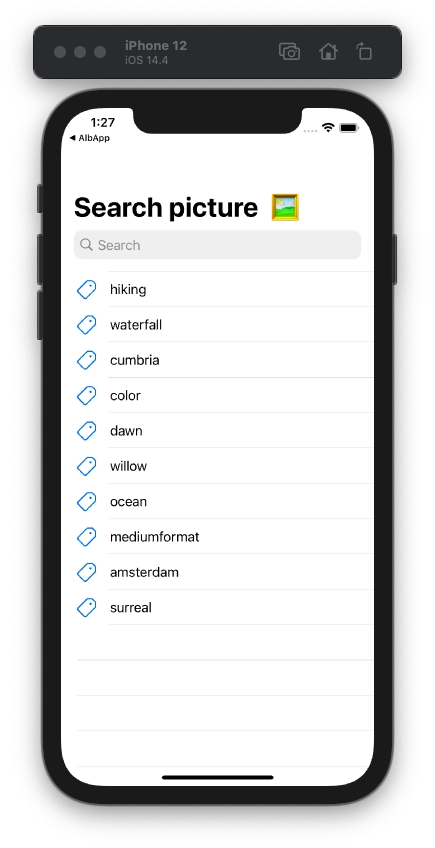 iPhone 12
iOS 14.4
1:27
◀ AlbApp
Search picture 🖼️
Search
hiking
waterfall
cumbria
color
dawn
willow
ocean
mediumformat
amsterdam
surreal